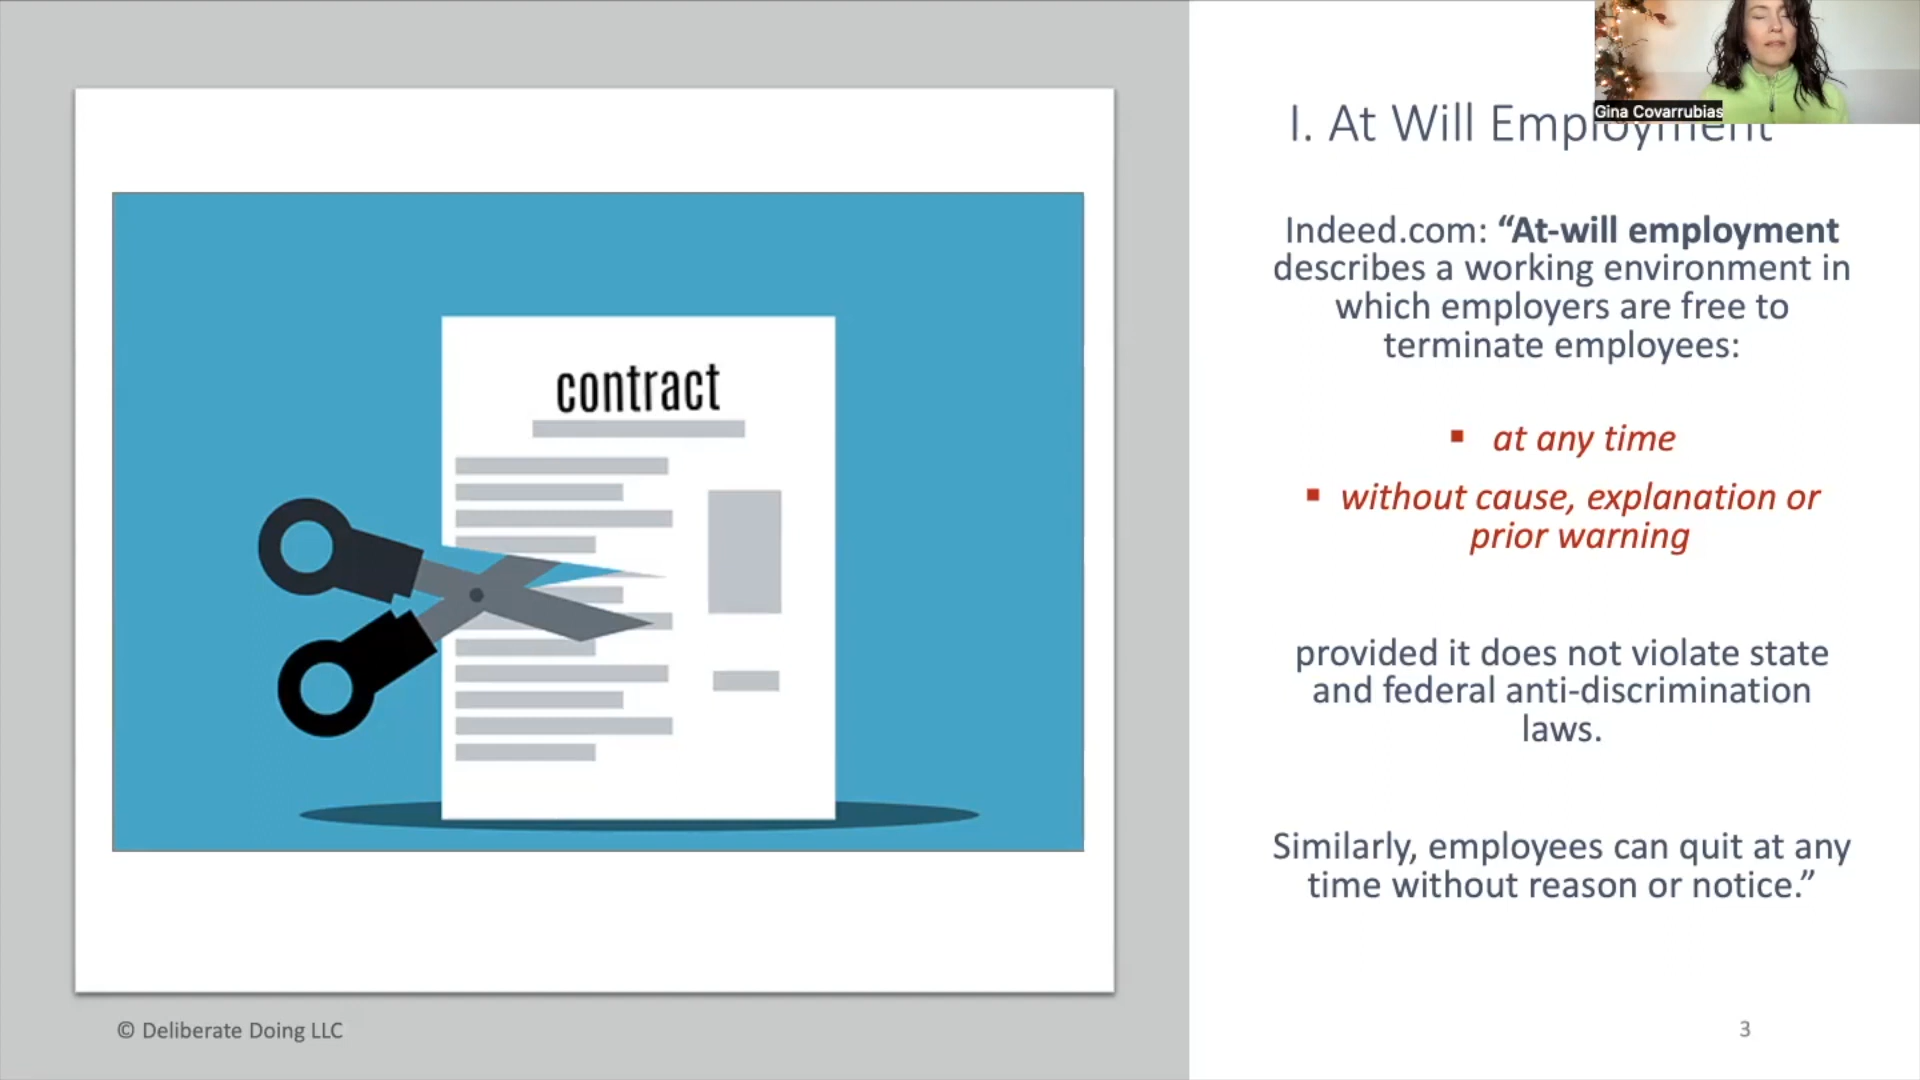 contract
Gina Covarrubias
I. At Will Employment
Indeed.com: “At-will employment
describes a working environment in
which employers are free to
terminate employees:
▪ at any time
▪ without cause, explanation or
prior warning
provided it does not violate state
and federal anti-discrimination
laws.
Similarly, employees can quit at any
time without reason or notice.”
© Deliberate Doing LLC
3